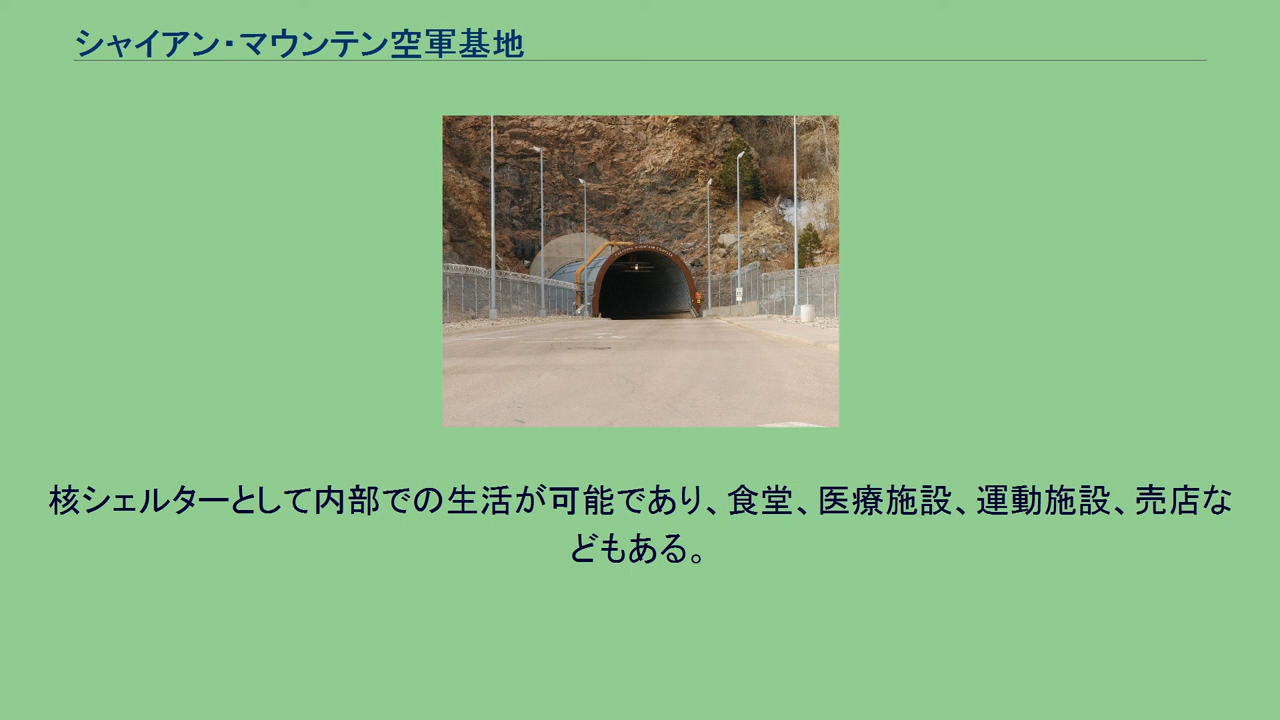 シャイアン・マウンテン空軍基地
核シェルターとして内部での生活が可能であり、食堂、医療施設、運動施設、売店な
どもある。